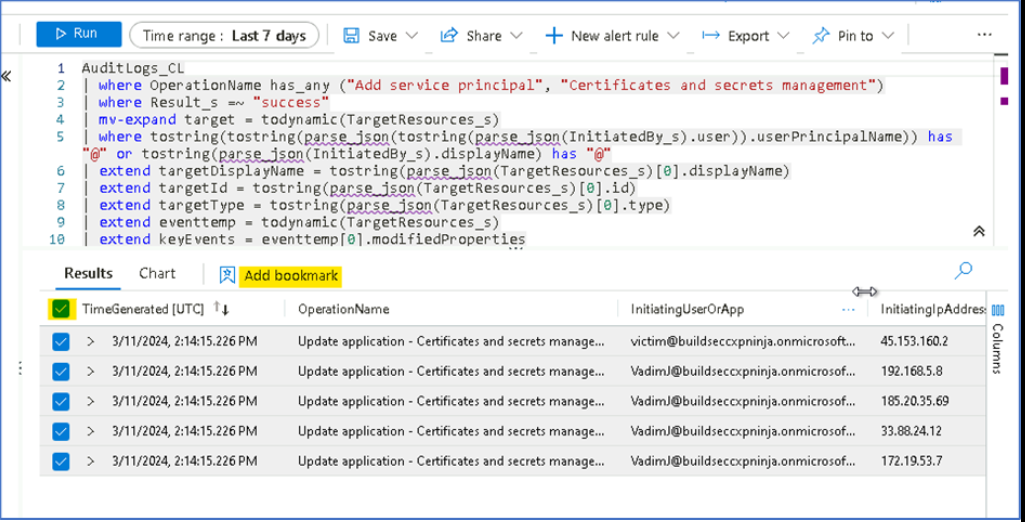 Run
Time range : Last 7 days
Save
Share
New alert rule
Export
Pin to
1 AuditLogs_CL
2 | where OperationName has_any ("Add service principal", "Certificates and secrets management")
3 | where Result_s =~ "success"
4 | mv-expand target = todynamic(TargetResources_s)
5 | where tostring(tostring(parse_json(tostring(parse_json(InitiatedBy_s).user)).userPrincipalName)) has
"@" or tostring(parse_json(InitiatedBy_s).displayName) has "@"
6 | extend targetDisplayName = tostring(parse_json(TargetResources_s)[0].displayName)
7 | extend targetId = tostring(parse_json(TargetResources_s)[0].id)
8 | extend targetType = tostring(parse_json(TargetResources_s)[0].type)
9 | extend eventtemp = todynamic(TargetResources_s)
10 | extend keyEvents = eventtemp[0].modifiedProperties
Results Chart Add bookmark
TimeGenerated [UTC] OperationName InitiatingUserOrApp ... InitiatingIpAddress
3/11/2024, 2:14:15.226 PM Update application - Certificates and secrets manage... victim@buildseccxpninja.onmicrosoft... 45.153.160.2
3/11/2024, 2:14:15.226 PM Update application - Certificates and secrets manage... VadimJ@buildseccxpninja.onmicrosof... 192.168.5.8
3/11/2024, 2:14:15.226 PM Update application - Certificates and secrets manage... VadimJ@buildseccxpninja.onmicrosof... 185.20.35.69
3/11/2024, 2:14:15.226 PM Update application - Certificates and secrets manage... VadimJ@buildseccxpninja.onmicrosof... 33.88.24.12
3/11/2024, 2:14:15.226 PM Update application - Certificates and secrets manage... VadimJ@buildseccxpninja.onmicrosof... 172.19.53.7
Columns